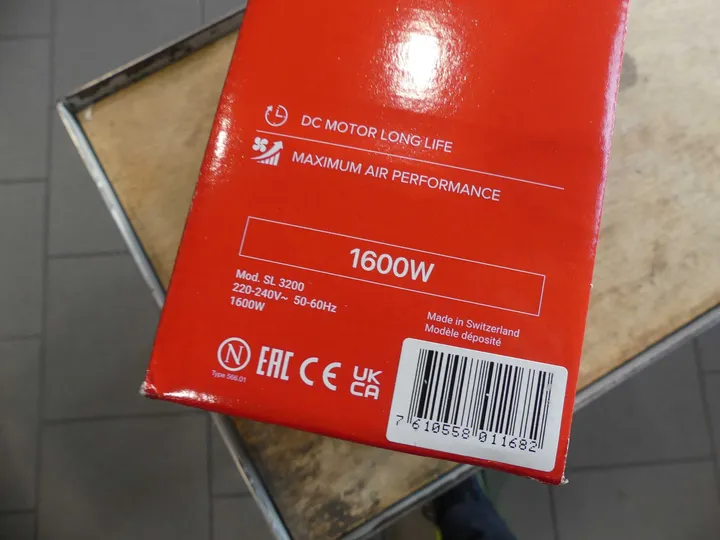 DC MOTOR LONG LIFE
MAXIMUM AIR PERFORMANCE
1600W
Mod. SL 3200
220-240V~ 50-60Hz
1600W
Made in Switzerland
Modèle déposité
N
Type 566.01
EAC CE UK
CA
7 610558 011682